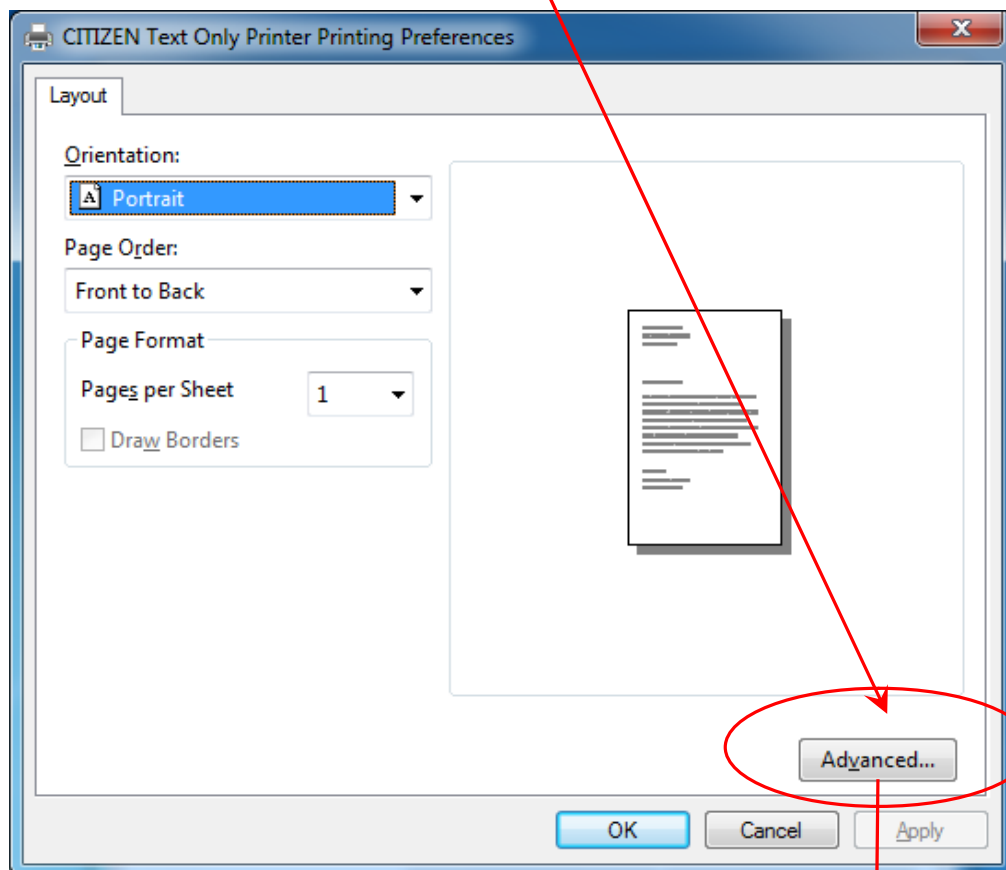 CITIZEN Text Only Printer Printing Preferences
Layout
Orientation:
A Portrait
Page Order:
Front to Back
Page Format
Pages per Sheet 1
Draw Borders
Advanced...
OK Cancel Apply